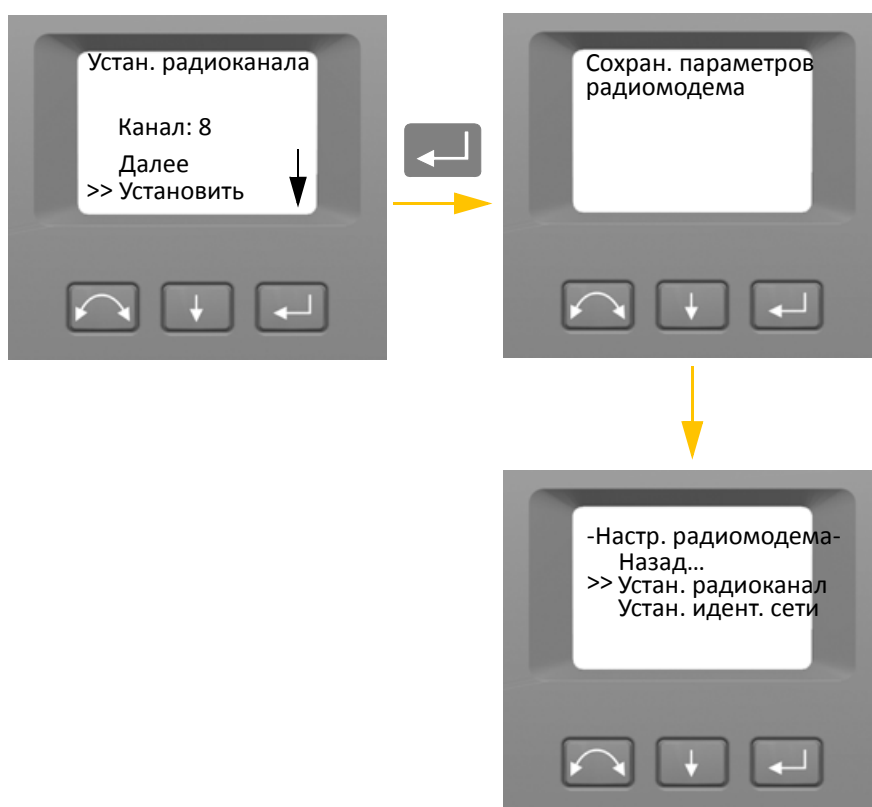 Устан. радиоканала
Канал: 8
Далее
>> Установить
Сохран. параметров
радиомодема
-Настр. радиомодема-
Назад...
>> Устан. радиоканал
Устан. идент. сети